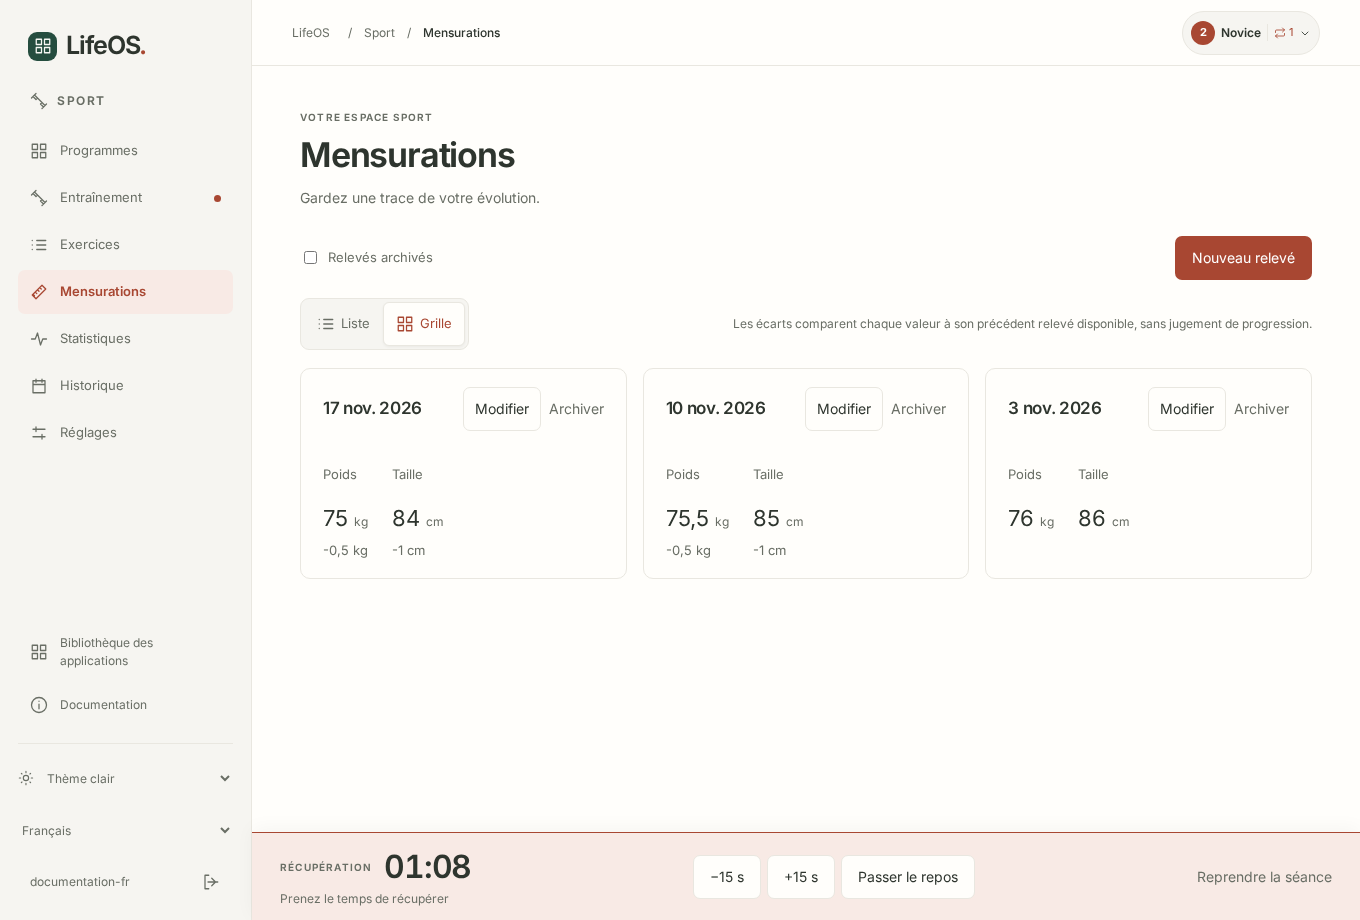 LifeOS.
SPORT
Programmes
Entraînement
Exercices
Mensurations
Statistiques
Historique
Réglages
Bibliothèque des
applications
Documentation
Thème clair
Français
documentation-fr
LifeOS / Sport / Mensurations
2 Novice 1
VOTRE ESPACE SPORT
Mensurations
Gardez une trace de votre évolution.
Relevés archivés
Nouveau relevé
Liste Grille
Les écarts comparent chaque valeur à son précédent relevé disponible, sans jugement de progression.
17 nov. 2026 Modifier Archiver
Poids Taille
75 kg 84 cm
-0,5 kg -1 cm
10 nov. 2026 Modifier Archiver
Poids Taille
75,5 kg 85 cm
-0,5 kg -1 cm
3 nov. 2026 Modifier Archiver
Poids Taille
76 kg 86 cm
RÉCUPÉRATION 01:08
Prenez le temps de récupérer
−15 s +15 s Passer le repos
Reprendre la séance